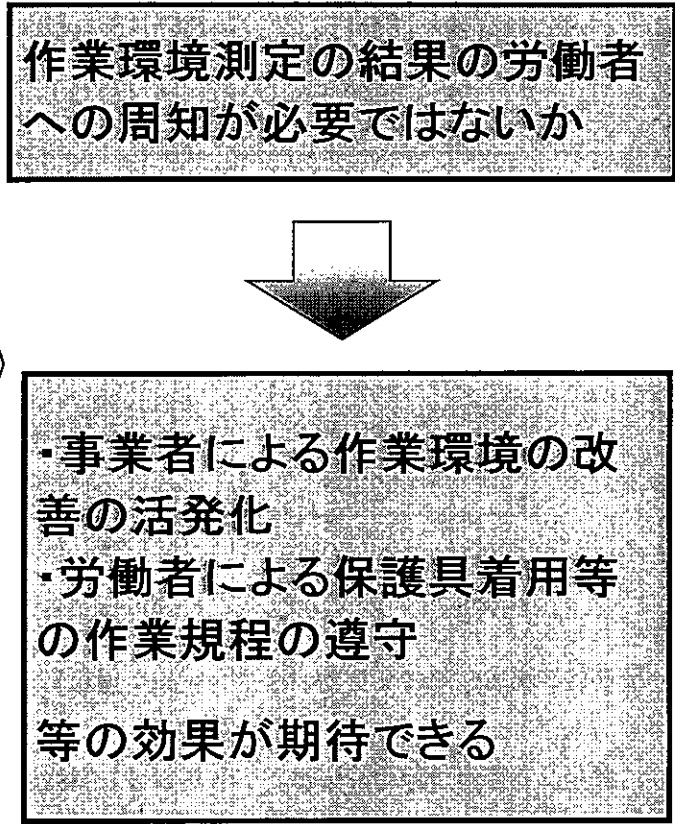 作業環境測定の結果の労働者
への周知が必要ではないか
・事業者による作業環境の改
善の活発化
・労働者による保護具着用等
の作業規程の遵守
等の効果が期待できる